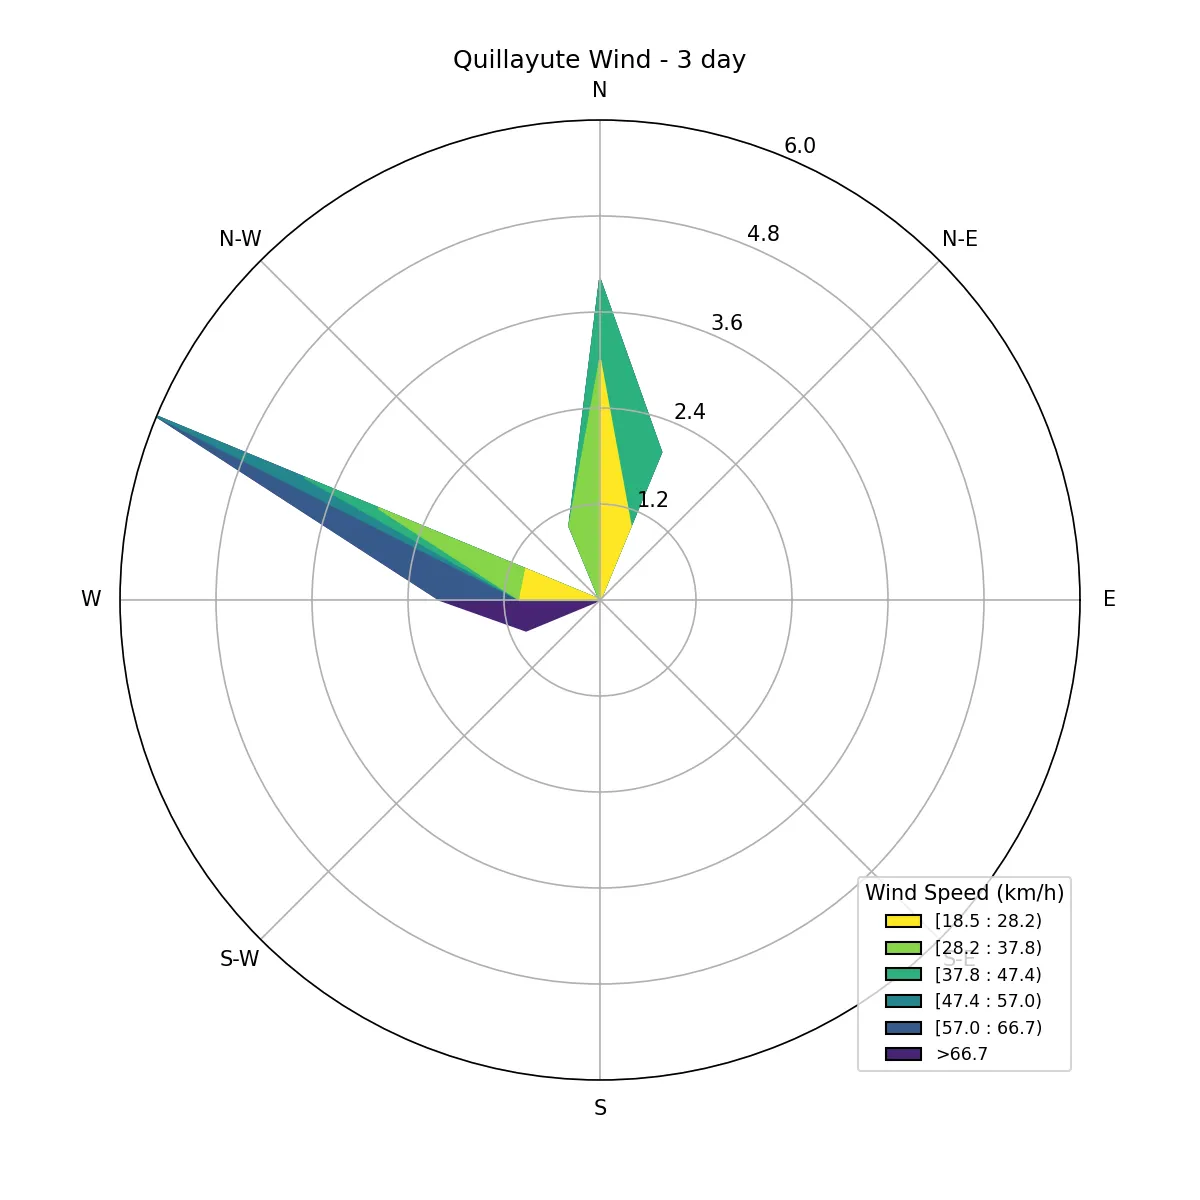 Quillayute Wind - 3 day
N
6.0
4.8
N-W
N-E
3.6
2.4
1.2
W
E
Wind Speed (km/h)
[18.5 : 28.2)
[28.2 : 37.8)
S-W
S-E
[37.8 : 47.4)
[47.4 : 57.0)
[57.0 : 66.7)
>66.7
S